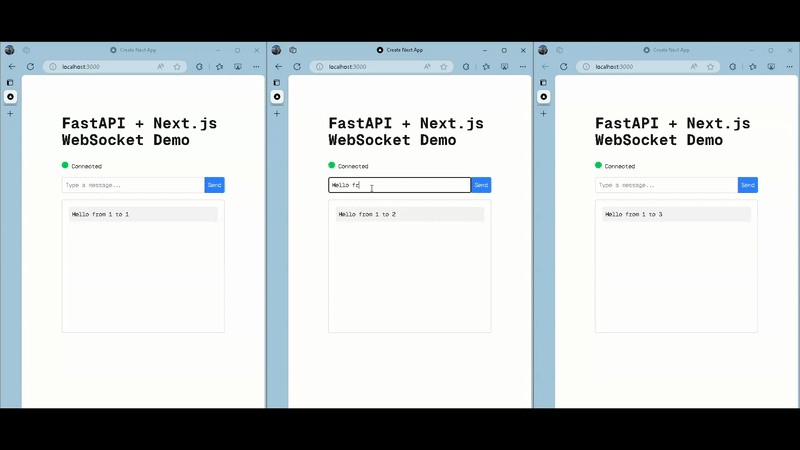 Create Next App
localhost:3000
FastAPI + Next.js
WebSocket Demo
Connected
Type a message...
Send
Hello from 1 to 1
Create Next App
localhost:3000
FastAPI + Next.js
WebSocket Demo
Connected
Hello fr
Send
Hello from 1 to 2
Create Next App
localhost:3000
FastAPI + Next.js
WebSocket Demo
Connected
Type a message...
Send
Hello from 1 to 3